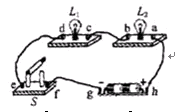 L₁ L₂
d c b a
e f - +
S g h